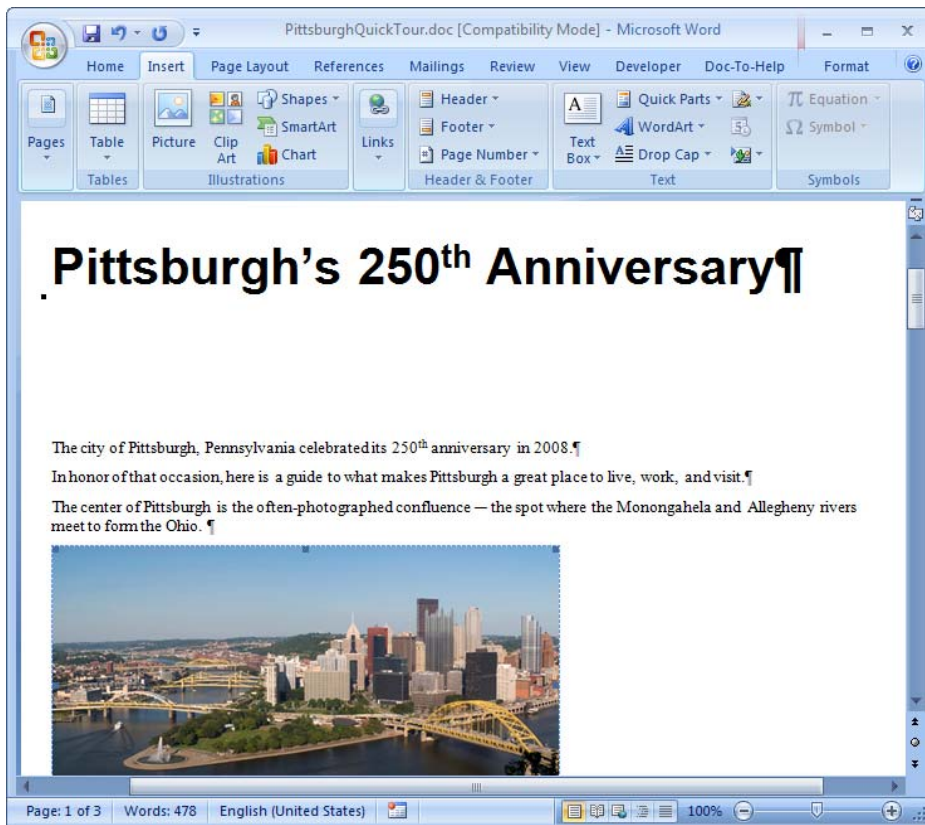 PittsburghQuickTour.doc [Compatibility Mode] - Microsoft Word
Home Insert Page Layout References Mailings Review View Developer Doc-To-Help Format
Pages
Table
Tables
Picture
Clip Art
Shapes
SmartArt
Chart
Illustrations
Links
Header
Footer
Page Number
Header & Footer
A
Text Box
Quick Parts
WordArt
Drop Cap
Text
π Equation
Ω Symbol
Symbols
Pittsburgh's 250th Anniversary¶
The city of Pittsburgh, Pennsylvania celebrated its 250th anniversary in 2008.¶
In honor of that occasion, here is a guide to what makes Pittsburgh a great place to live, work, and visit.¶
The center of Pittsburgh is the often-photographed confluence — the spot where the Monongahela and Allegheny rivers
meet to form the Ohio. ¶
Page: 1 of 3 Words: 478 English (United States) 100%